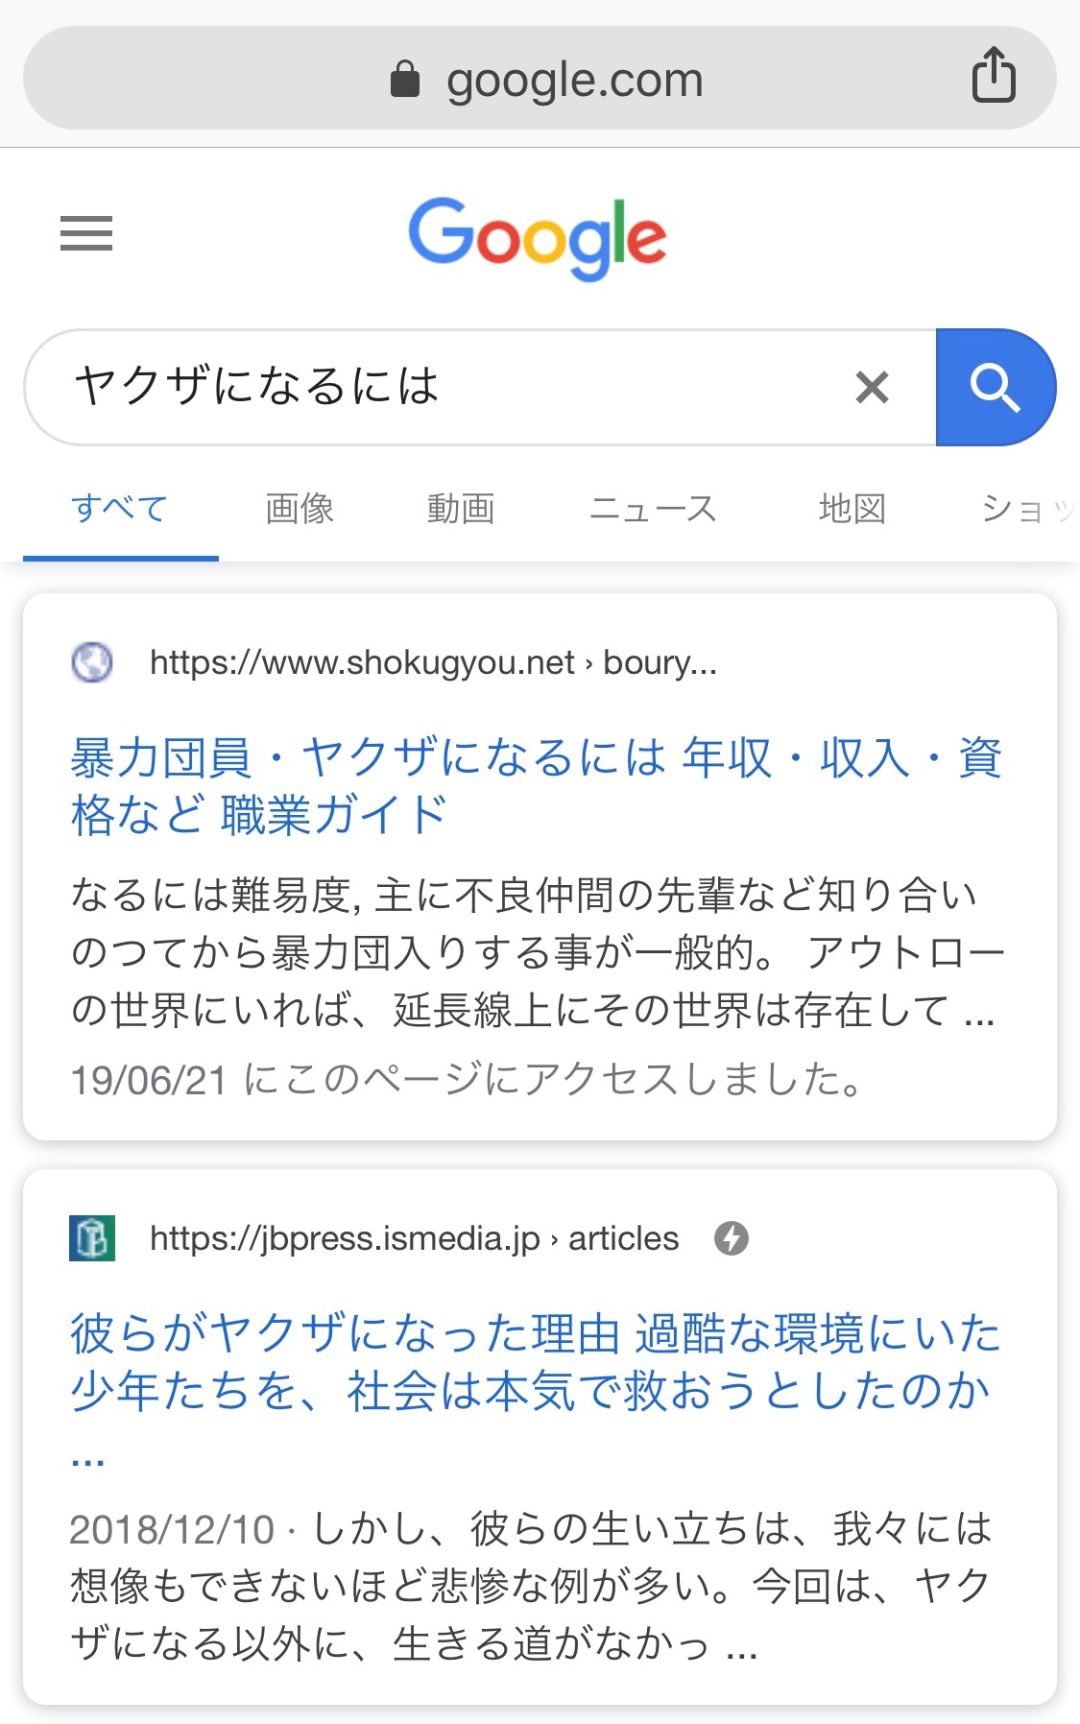 google.com
Google
ヤクザになるには
すべて 画像 動画 ニュース 地図 ショッ
https://www.shokugyou.net › boury...
暴力団員・ヤクザになるには 年収・収入・資
格など 職業ガイド
なるには難易度, 主に不良仲間の先輩など知り合い
のつてから暴力団入りする事が一般的。 アウトロー
の世界にいれば、延長線上にその世界は存在して ...
19/06/21 にこのページにアクセスしました。
https://jbpress.ismedia.jp › articles
彼らがヤクザになった理由 過酷な環境にいた
少年たちを、社会は本気で救おうとしたのか
...
2018/12/10 · しかし、彼らの生い立ちは、我々には
想像もできないほど悲惨な例が多い。今回は、ヤク
ザになる以外に、生きる道がなかっ ...